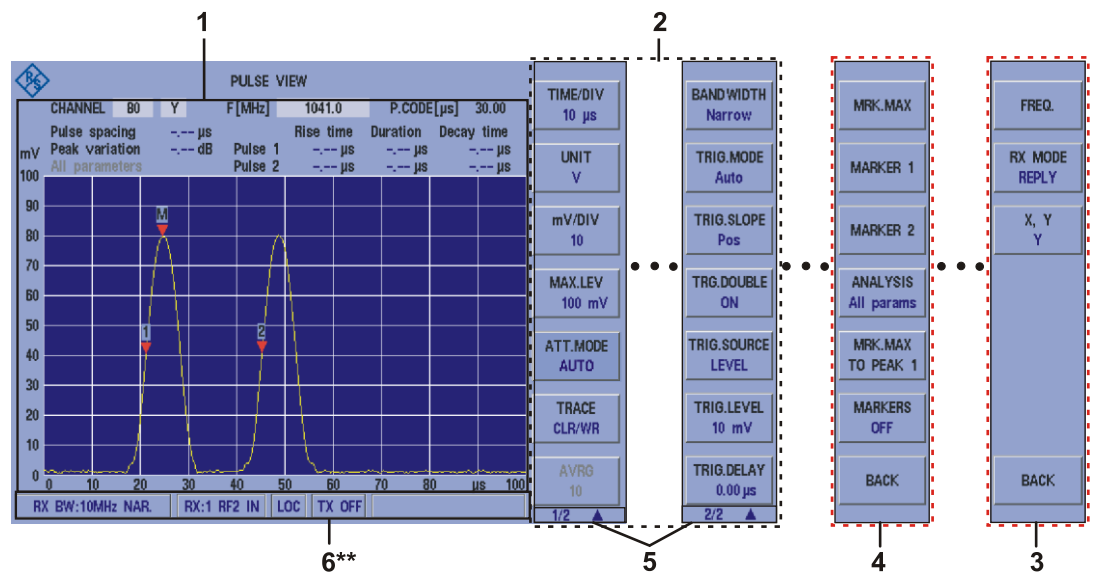 1
2
R&S
PULSE VIEW
CHANNEL B0 Y F[MHz] 1041.0 P.CODE[µs] 30.00
Pulse spacing -.-- µs Rise time Duration Decay time
Peak variation -.-- dB Pulse 1 -.-- µs -.-- µs -.-- µs
All parameters Pulse 2 -.-- µs -.-- µs -.-- µs
mV
100
90
80
70
60
50
40
30
20
10
0
M
1
2
0 10 20 30 40 50 60 70 80 µs 100
RX BW:10MHz NAR. RX:1 RF2 IN LOC TX OFF
TIME/DIV
10 µs
UNIT
V
mV/DIV
10
MAX.LEV
100 mV
ATT.MODE
AUTO
TRACE
CLR/WR
AVRG
10
1/2
BANDWIDTH
Narrow
TRIG.MODE
Auto
TRIG.SLOPE
Pos
TRG.DOUBLE
ON
TRIG.SOURCE
LEVEL
TRIG.LEVEL
10 mV
TRIG.DELAY
0.00 µs
2/2
MRK.MAX
MARKER 1
MARKER 2
ANALYSIS
All params
MRK.MAX
TO PEAK 1
MARKERS
OFF
BACK
FREQ.
RX MODE
REPLY
X, Y
Y
BACK
6**
5
4
3